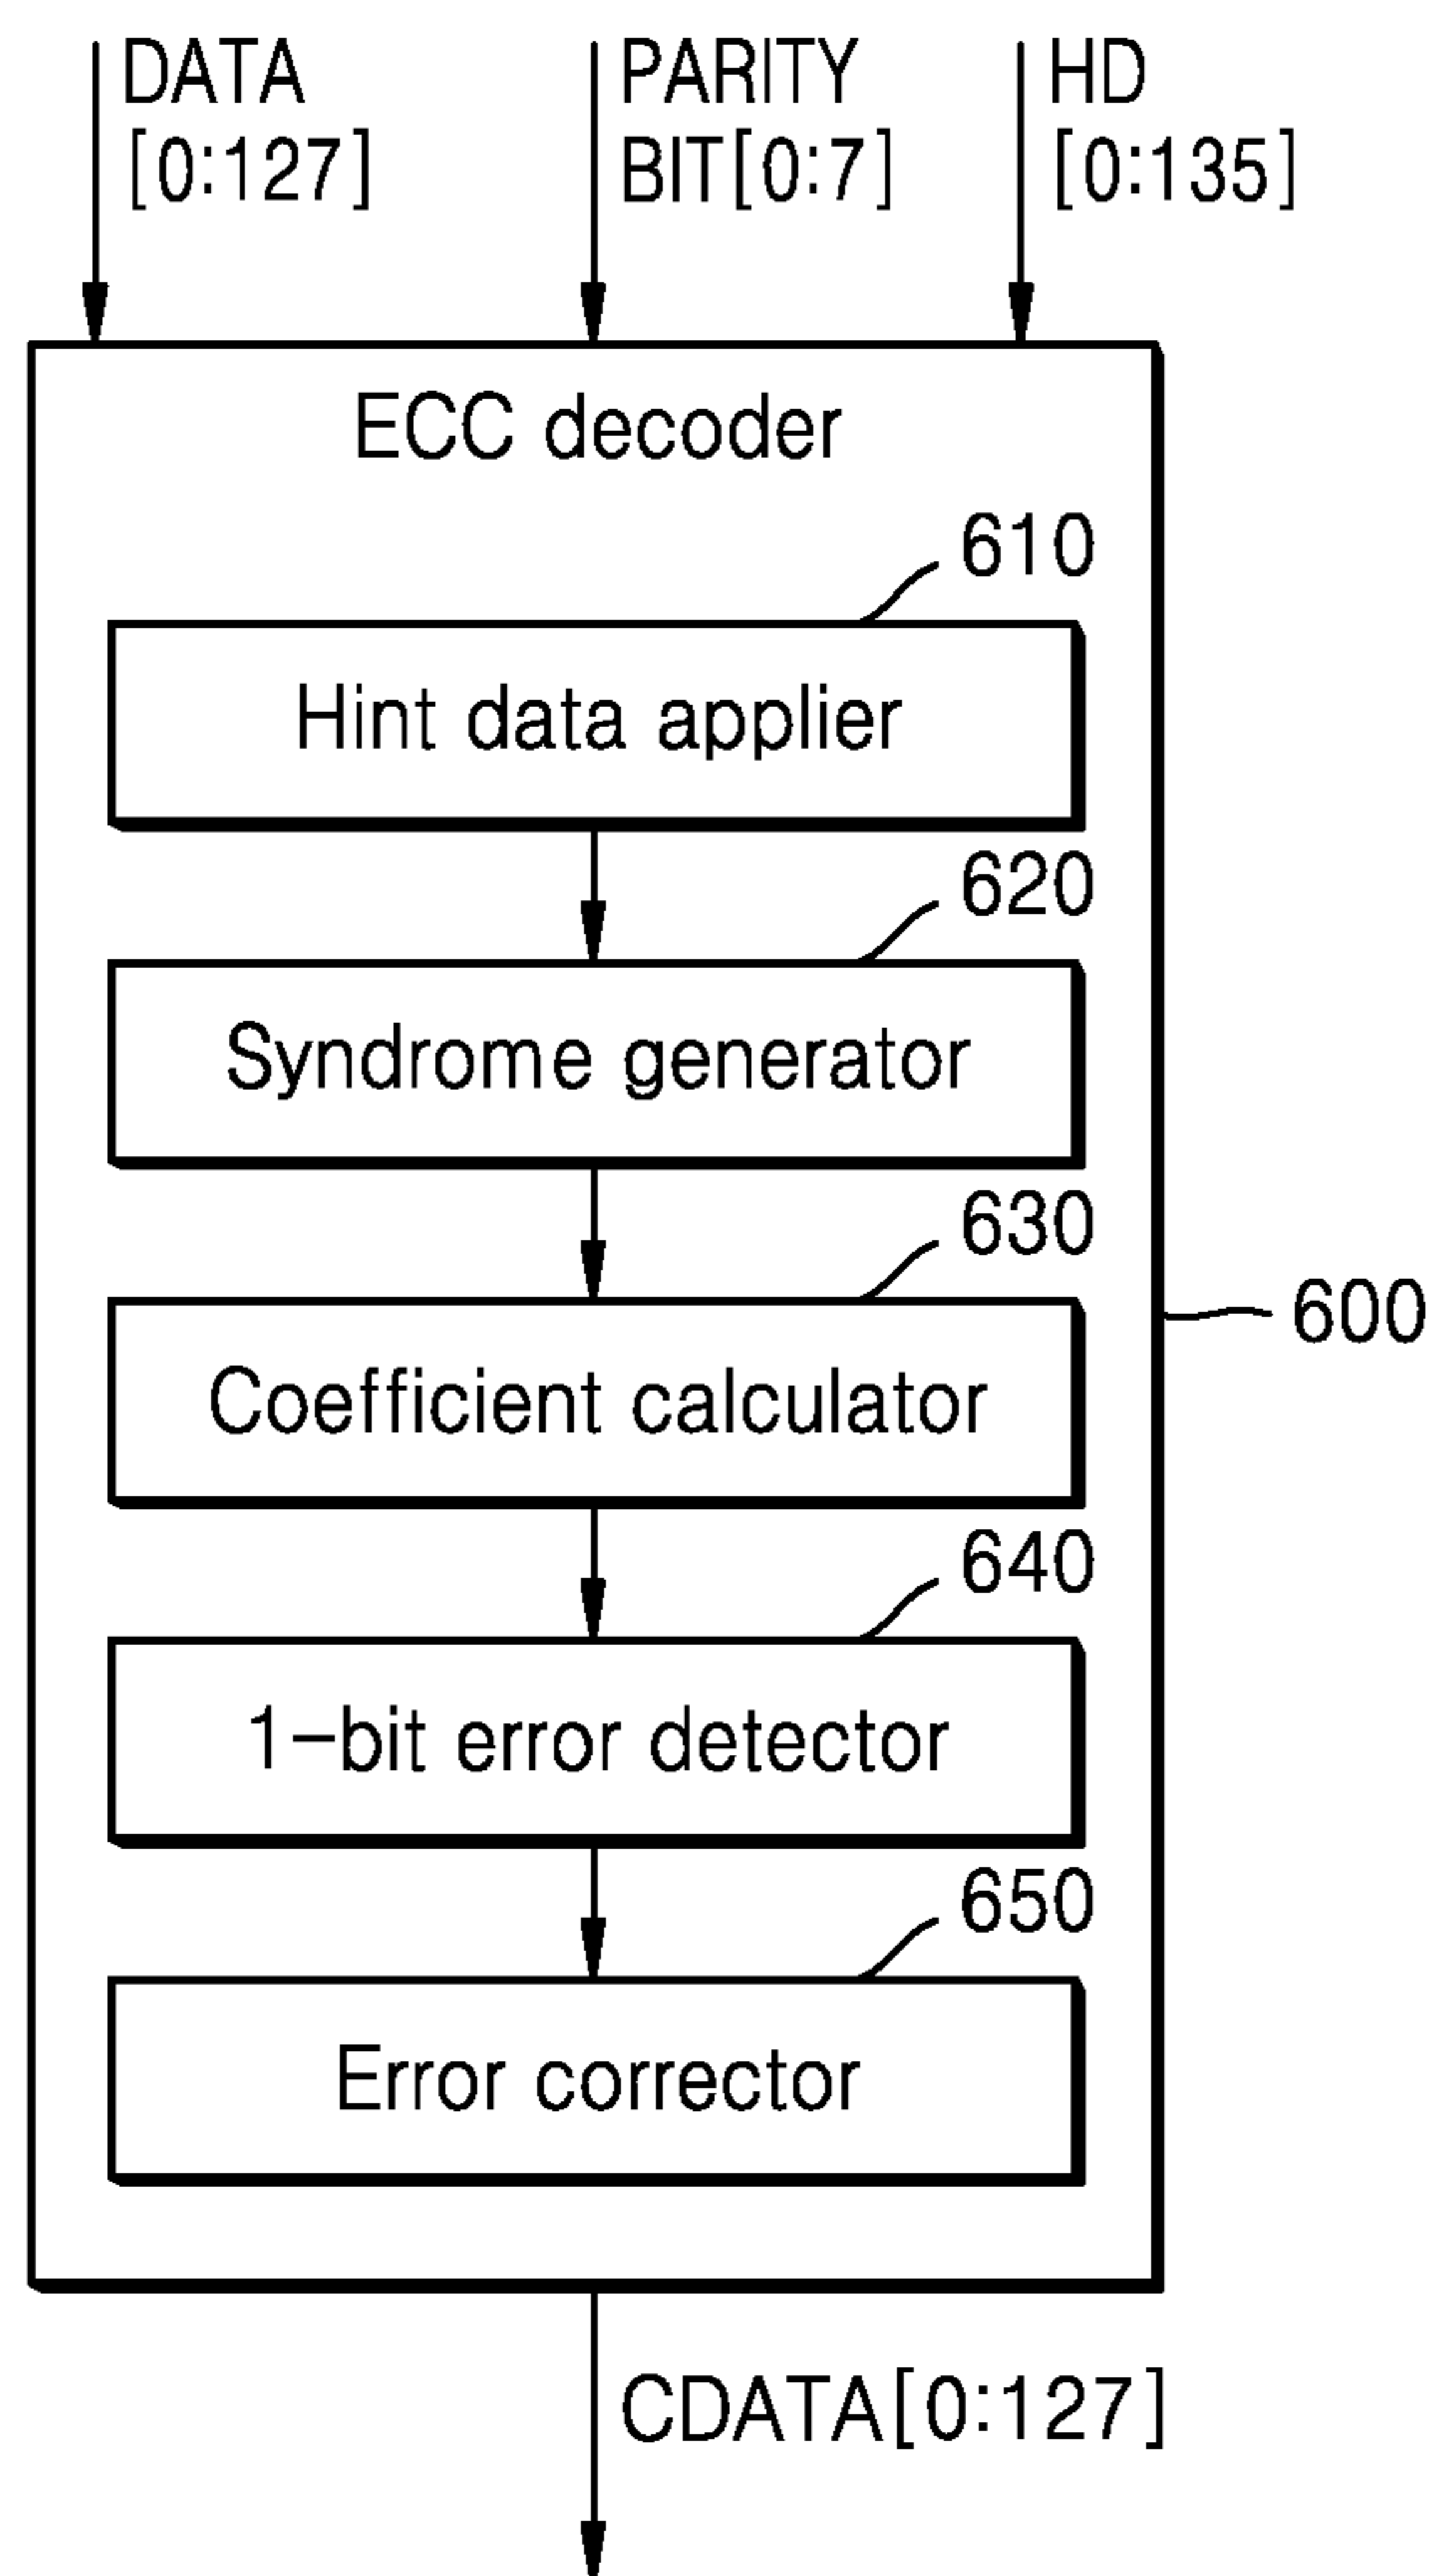 DATA
[0:127]
PARITY
BIT[0:7]
HD
[0:135]
ECC decoder
610
Hint data applier
620
Syndrome generator
630
600
Coefficient calculator
640
1-bit error detector
650
Error corrector
CDATA[0:127]